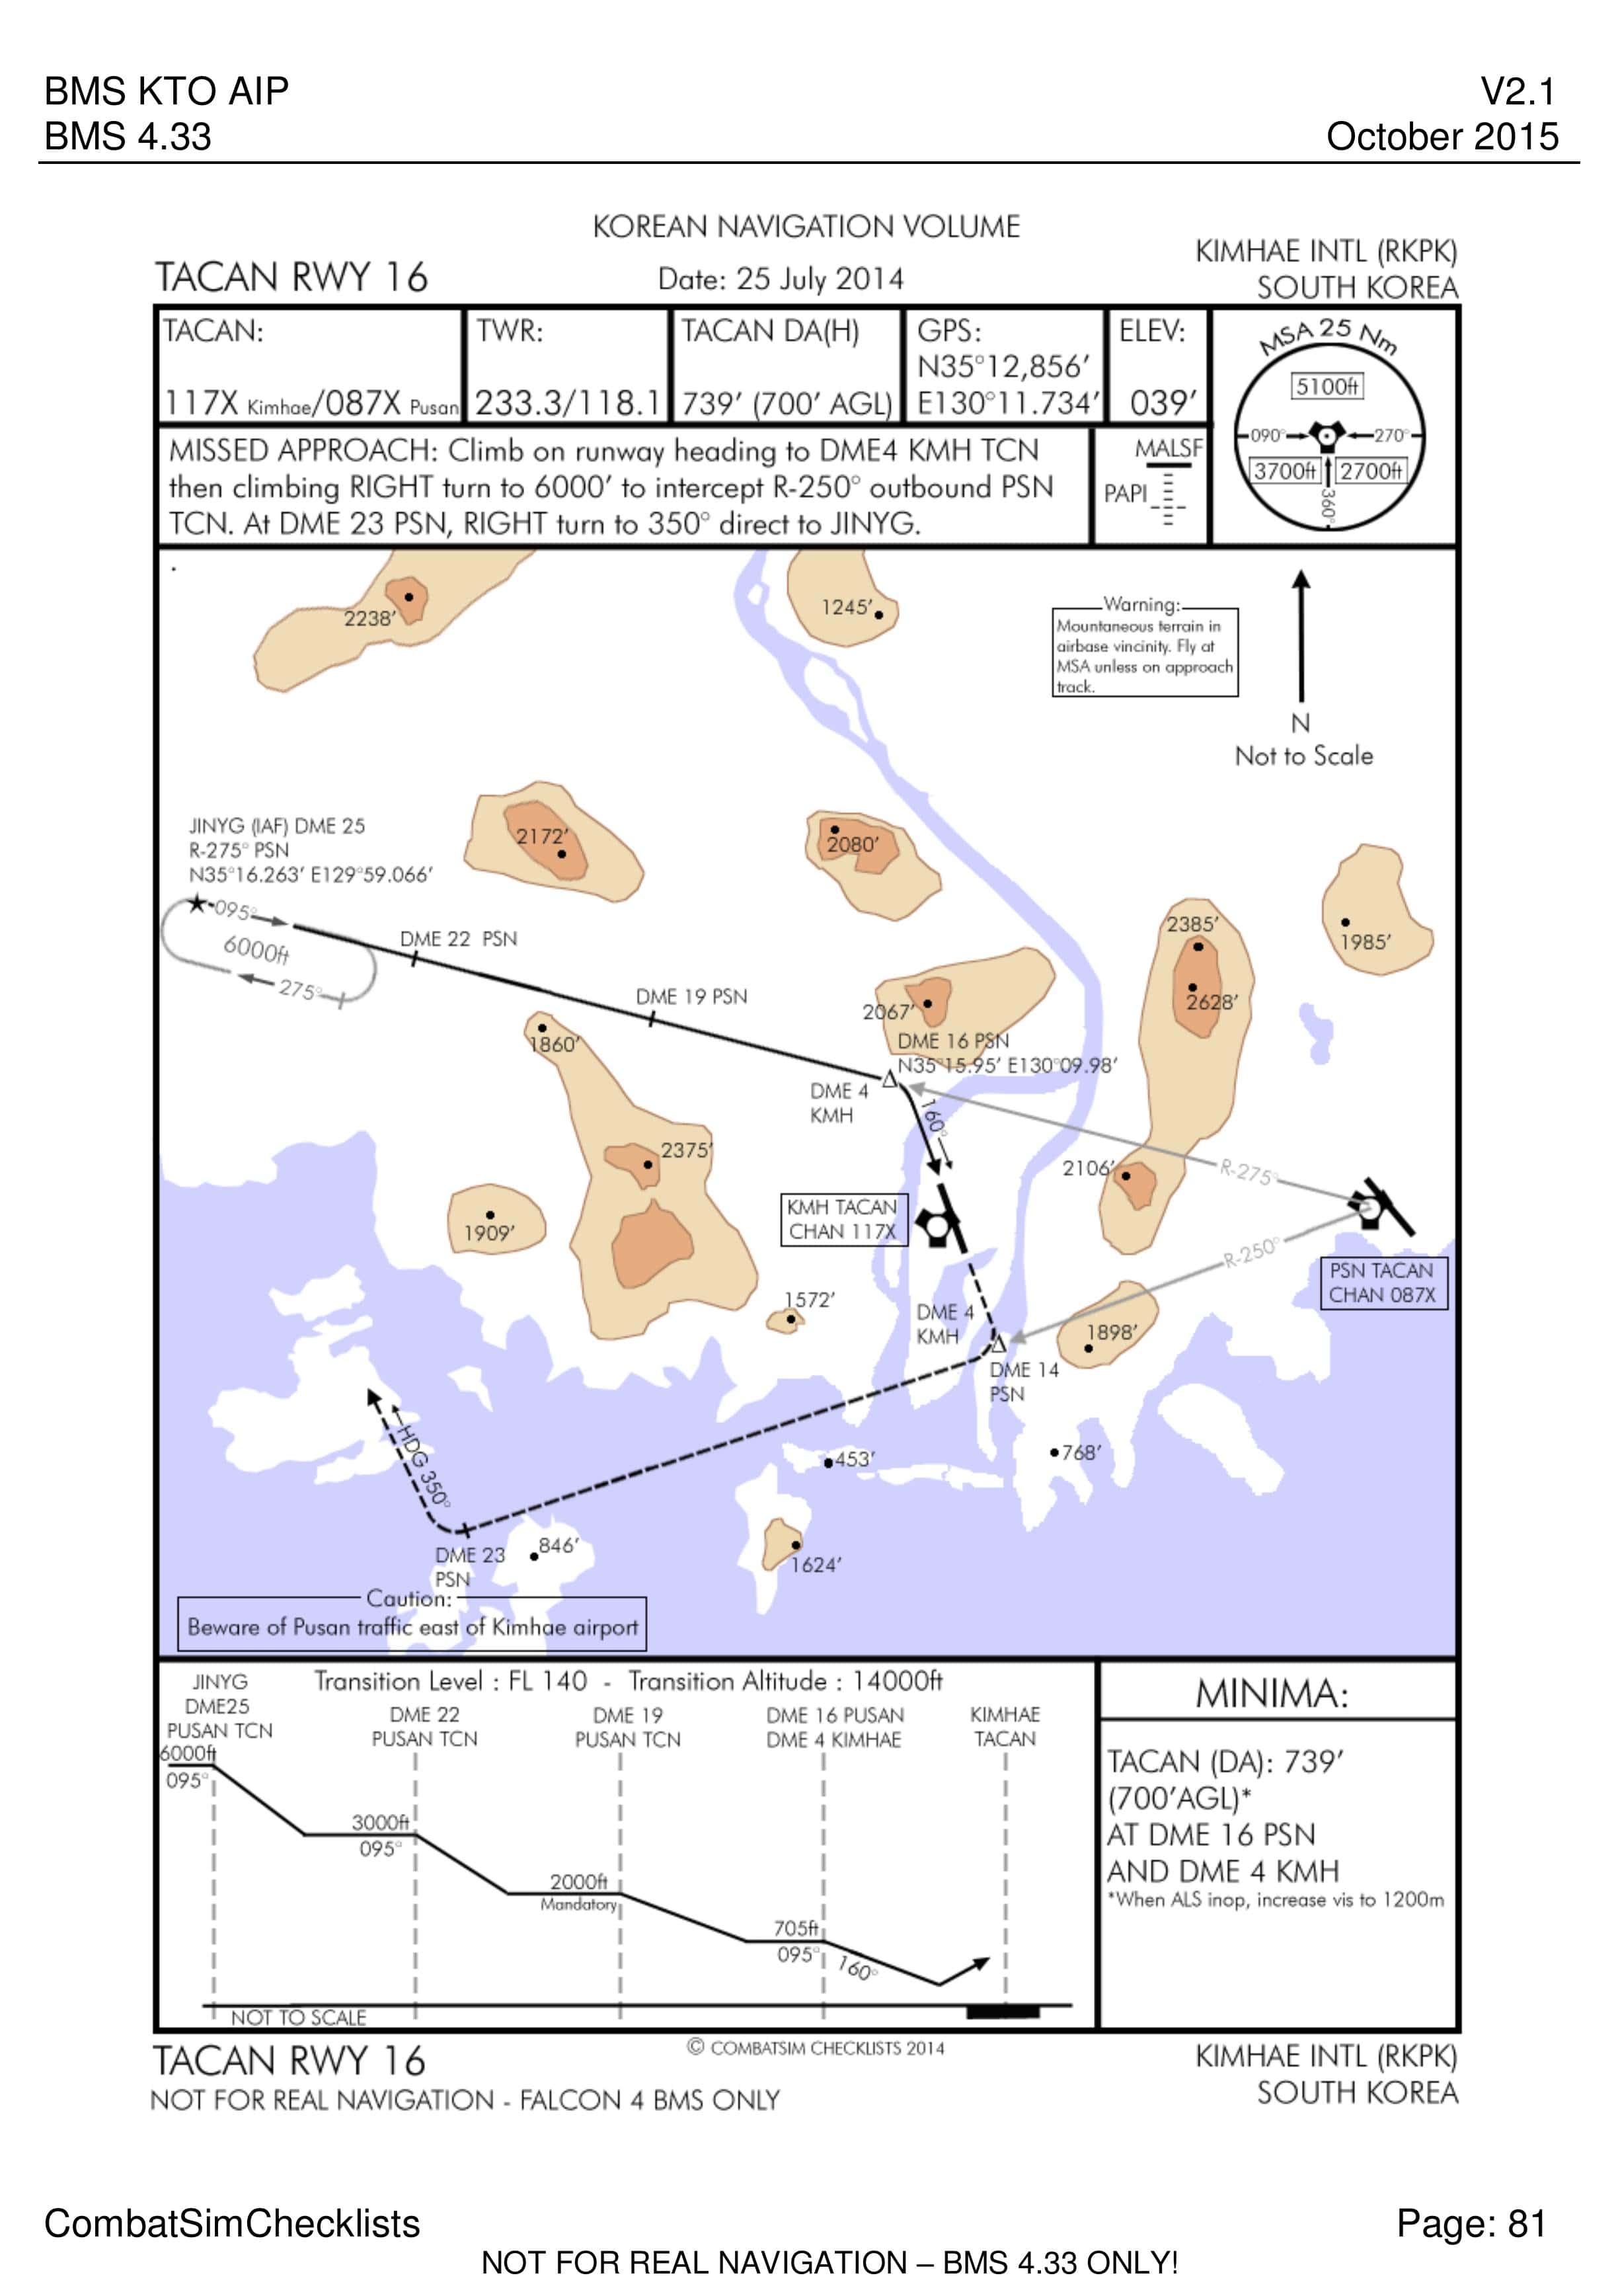 BMS KTO AIP
V2.1
BMS 4.33
October 2015
KOREAN NAVIGATION VOLUME
TACAN RWY 16
Date: 25 July 2014
KIMHAE INTL (RKPK)
SOUTH KOREA
TACAN:
117X Kimhae/087X Pusan
TWR:
233.3/118.1
TACAN DA(H)
739' (700' AGL)
GPS:
N35°12,856'
E130°11.734'
ELEV:
039'
MSA 25 Nm
5100ft
090°
270°
3700ft
2700ft
360°
MISSED APPROACH: Climb on runway heading to DME4 KMH TCN
then climbing RIGHT turn to 6000' to intercept R-250° outbound PSN
TCN. At DME 23 PSN, RIGHT turn to 350° direct to JINYG.
MALSF
PAPI
2238'
1245'
Warning:
Mountaneous terrain in
airbase vincinity. Fly at
MSA unless on approach
track.
N
Not to Scale
JINYG (IAF) DME 25
R-275° PSN
N35°16.263' E129°59.066'
2172'
2080'
2385'
1985'
095°
6000ft
275°
DME 22 PSN
DME 19 PSN
2628'
2067'
1860'
DME 16 PSN
N35°15.95' E130°09.98'
DME 4
KMH
160°
2375'
2106'
R-275°
1909'
KMH TACAN
CHAN 117X
R-250°
PSN TACAN
CHAN 087X
1572'
DME 4
KMH
1898'
DME 14
PSN
HDG 350°
453'
768'
DME 23
PSN
846'
1624'
Caution:
Beware of Pusan traffic east of Kimhae airport
JINYG
DME25
PUSAN TCN
Transition Level : FL 140 - Transition Altitude : 14000ft
DME 22
PUSAN TCN
DME 19
PUSAN TCN
DME 16 PUSAN
DME 4 KIMHAE
KIMHAE
TACAN
6000ft
095°
3000ft
095°
2000ft
Mandatory
705ft
095°
160°
NOT TO SCALE
MINIMA:
TACAN (DA): 739'
(700'AGL)*
AT DME 16 PSN
AND DME 4 KMH
*When ALS inop, increase vis to 1200m
TACAN RWY 16
© COMBATSIM CHECKLISTS 2014
KIMHAE INTL (RKPK)
SOUTH KOREA
NOT FOR REAL NAVIGATION - FALCON 4 BMS ONLY
CombatSimChecklists
Page: 81
NOT FOR REAL NAVIGATION – BMS 4.33 ONLY!